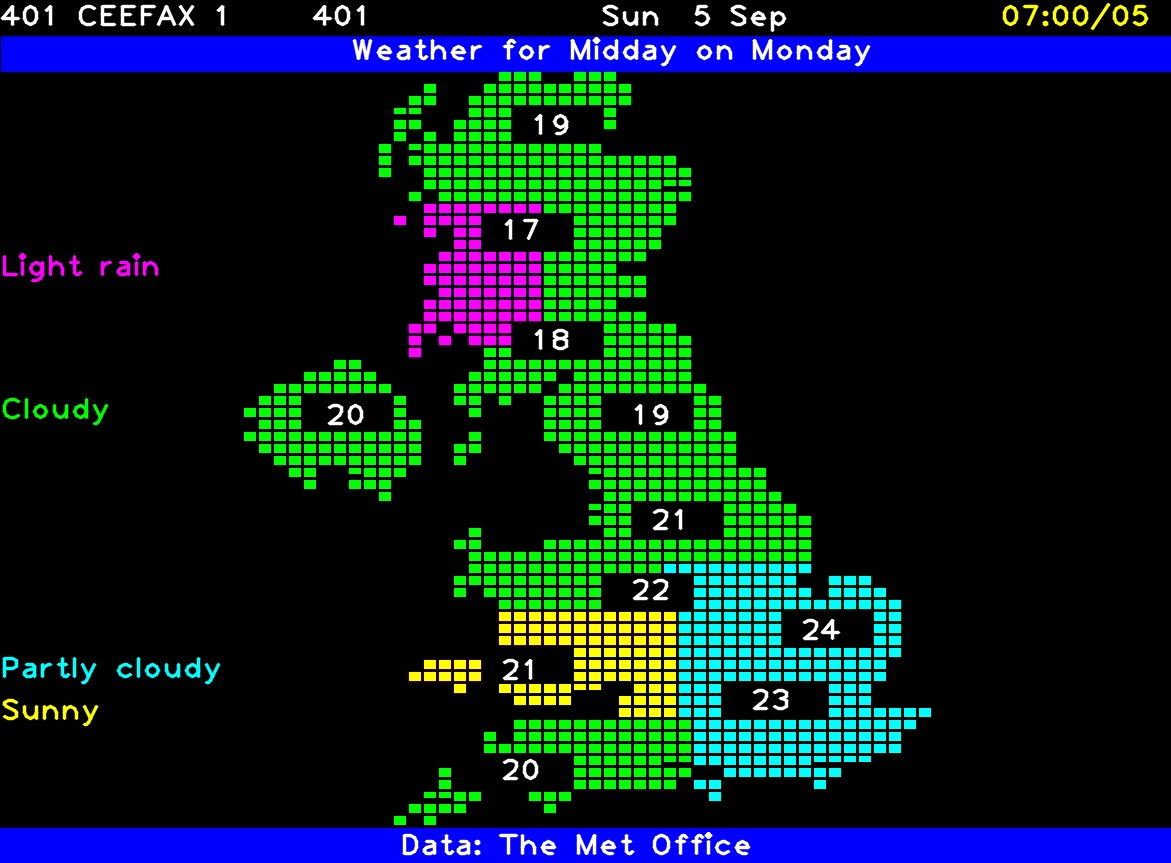 401 CEEFAX 1 401 Sun 5 Sep 07:00/05
Weather for Midday on Monday
19
17
Light rain
18
Cloudy
20 19
21
22
24
Partly cloudy 21
23
Sunny
20
Data: The Met Office